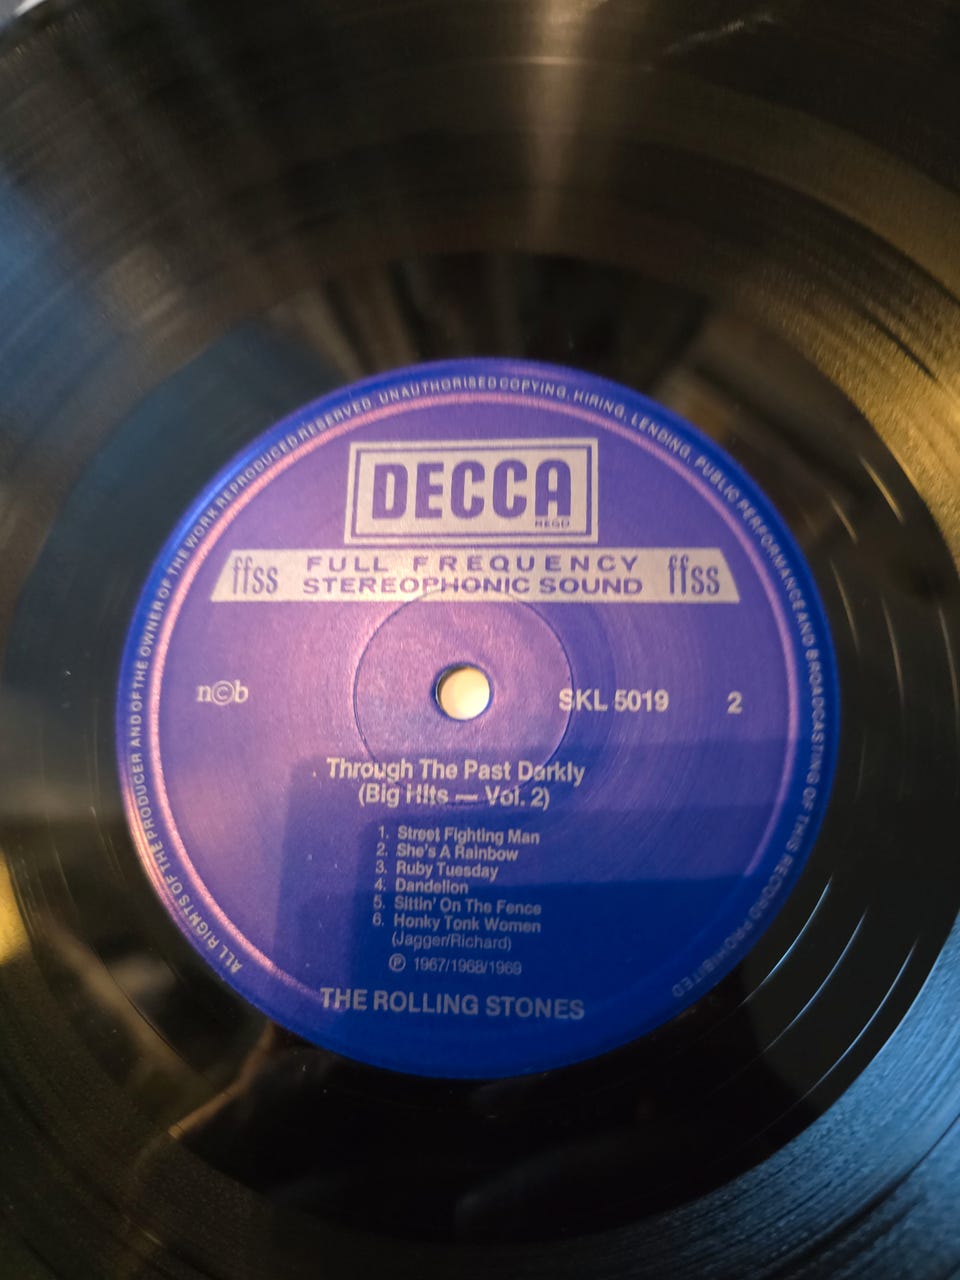 ALL RIGHTS OF THE PRODUCER AND OF THE OWNER OF THE WORK REPRODUCED RESERVED. UNAUTHORISED COPYING, HIRING, LENDING, PUBLIC PERFORMANCE AND BROADCASTING OF THIS RECORD PROHIBITED
DECCA
REGD
ffss FULL FREQUENCY STEREOPHONIC SOUND ffss
n©b
SKL 5019 2
Through The Past Darkly
(Big Hits — Vol. 2)
1. Street Fighting Man
2. She's A Rainbow
3. Ruby Tuesday
4. Dandelion
5. Sittin' On The Fence
6. Honky Tonk Women
(Jagger/Richard)
℗ 1967/1968/1969
THE ROLLING STONES